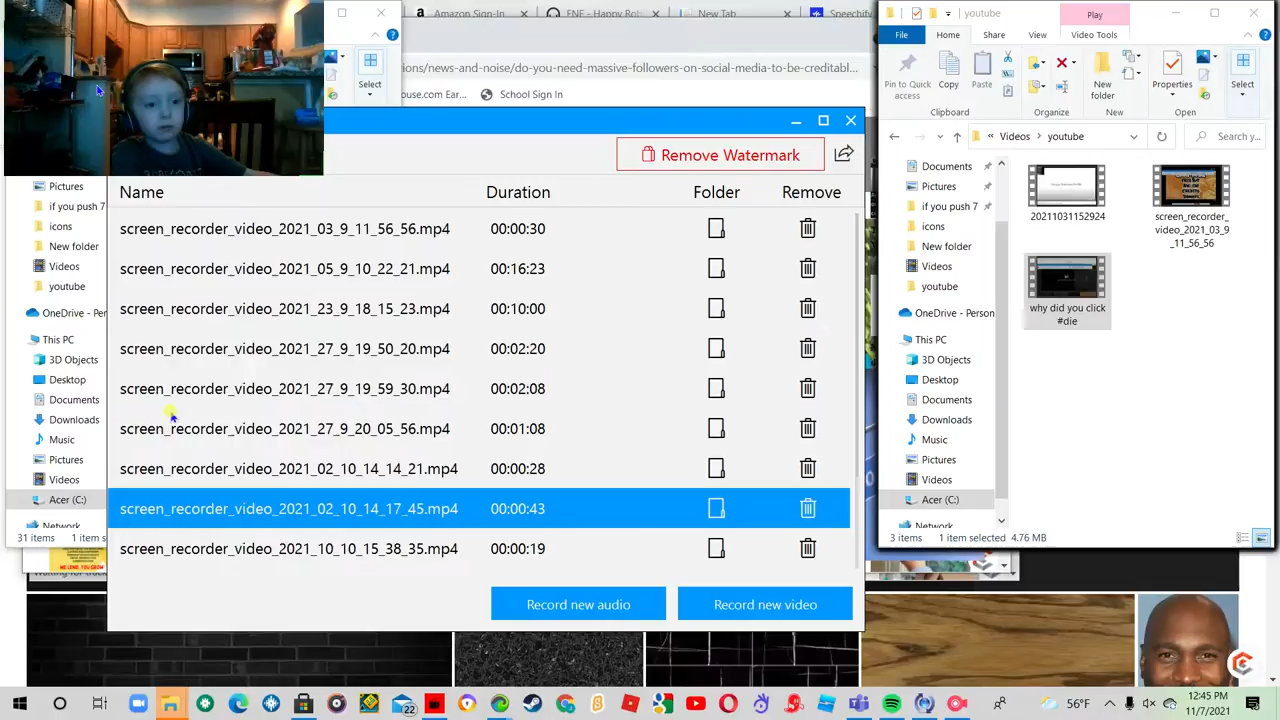 Amazon Sign-In
FNF - Happy Ro
New Tab
Speechify
youtube
Play
File
Home
Share
View
Video Tools
Select
ions/news-and-noise/do-you-need-massive-followers-on-social-media-to-be-creditabl...
ouse.com Ear...
School Sign In
Pin to Quick
access
Copy
Paste
New
folder
Properties
Select
Clipboard
Organize
New
Open
Videos
youtube
Search y...
Remove Watermark
Name
Duration
Folder
Remove
screen_recorder_video_2021_03_9_11_56_56.mp4 00:00:30
screen_recorder_video_2021_05_9_10_22_21.mp4 00:16:23
screen_recorder_video_2021_23_9_18_15_23.mp4 00:10:00
screen_recorder_video_2021_27_9_19_50_20.mp4 00:02:20
screen_recorder_video_2021_27_9_19_59_30.mp4 00:02:08
screen_recorder_video_2021_27_9_20_05_56.mp4 00:01:08
screen_recorder_video_2021_02_10_14_14_21.mp4 00:00:28
screen_recorder_video_2021_02_10_14_17_45.mp4 00:00:43
screen_recorder_video_2021_10_10_15_38_35.mp4 00:00:19
Record new audio
Record new video
Pictures
if you push 7
icons
New folder
Videos
youtube
OneDrive - Pers
This PC
3D Objects
Desktop
Documents
Downloads
Music
Pictures
Videos
Acer (C:)
Network
31 items
1 item s
Documents
Pictures
if you push 7
icons
New folder
Videos
youtube
OneDrive - Person
This PC
3D Objects
Desktop
Documents
Downloads
Music
Pictures
Videos
Acer (C:)
Network
20211031152924
screen_recorder_
video_2021_03_9
_11_56_56
why did you click
#die
3 items
1 item selected 4.76 MB
WE LEND, YOU GROW
22
56°F
12:45 PM
11/7/2021